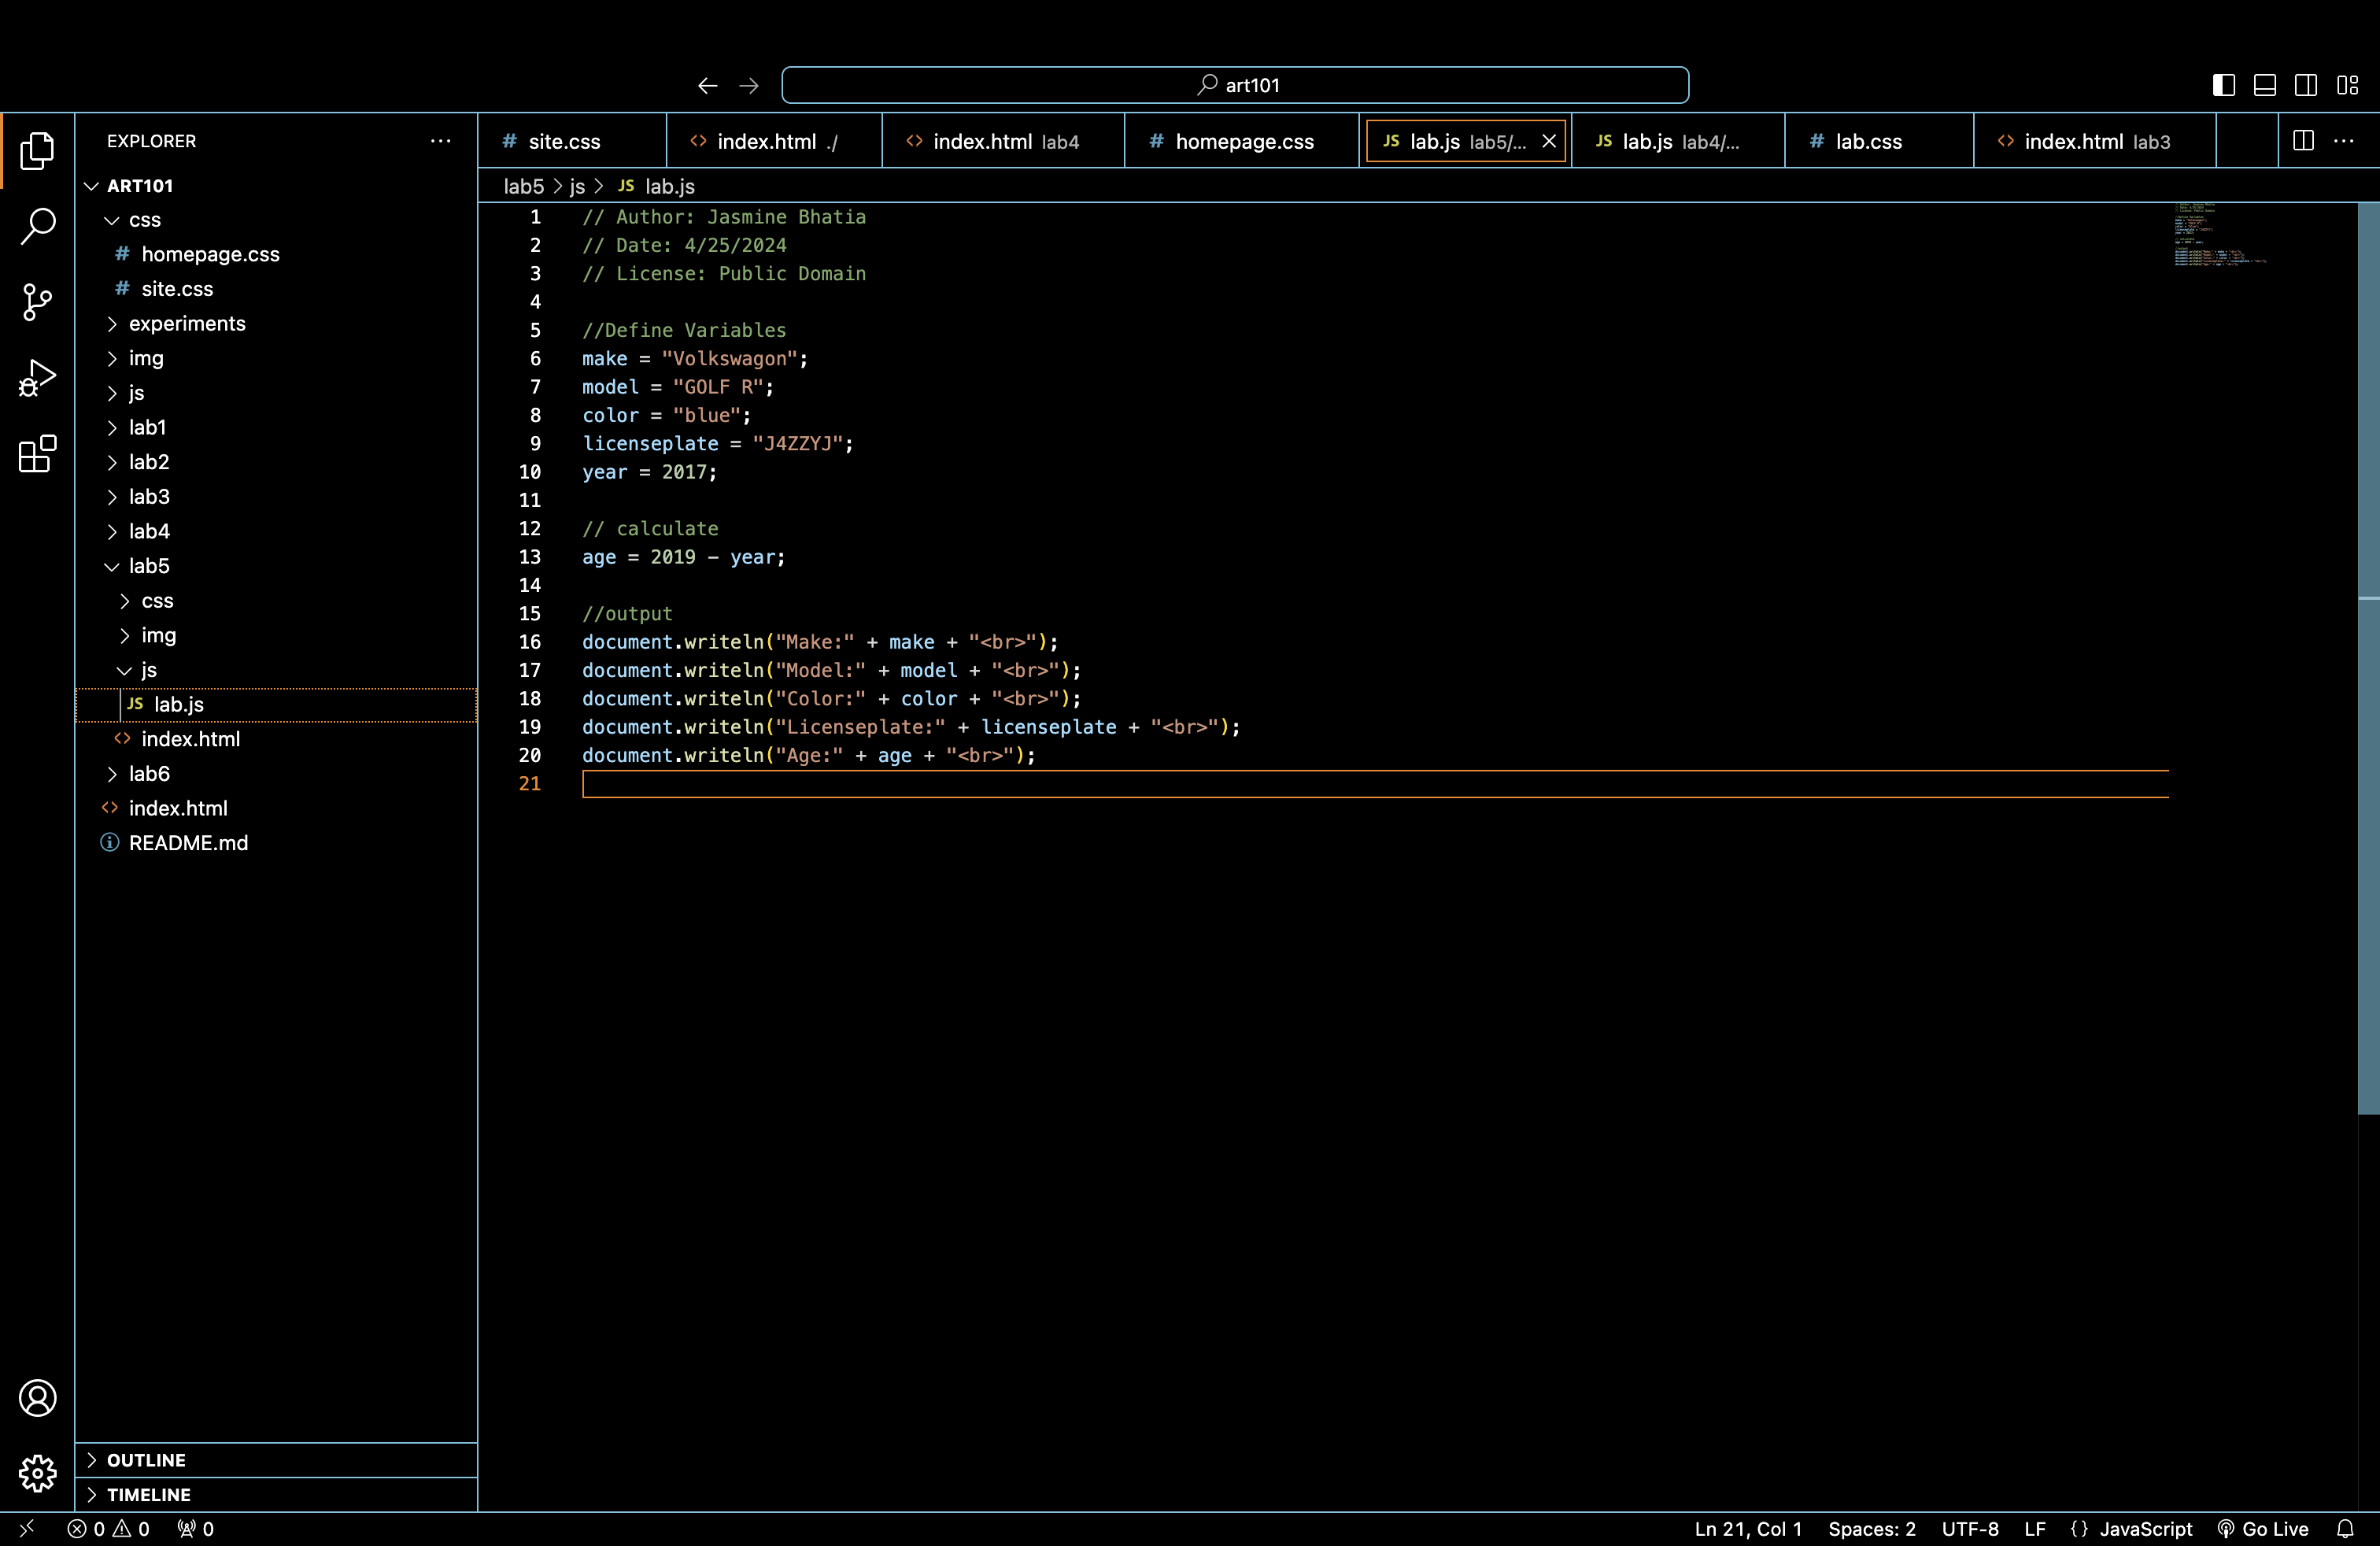 art101
EXPLORER
ART101
css
# homepage.css
# site.css
experiments
img
js
lab1
lab2
lab3
lab4
lab5
css
img
js
JS lab.js
<> index.html
lab6
<> index.html
README.md
OUTLINE
TIMELINE
# site.css <> index.html ./ <> index.html lab4 # homepage.css JS lab.js lab5/... JS lab.js lab4/... # lab.css <> index.html lab3
lab5 > js > JS lab.js
1 // Author: Jasmine Bhatia
2 // Date: 4/25/2024
3 // License: Public Domain
4
5 //Define Variables
6 make = "Volkswagon";
7 model = "GOLF R";
8 color = "blue";
9 licenseplate = "J4ZZYJ";
10 year = 2017;
11
12 // calculate
13 age = 2019 - year;
14
15 //output
16 document.writeln("Make:" + make + "<br>");
17 document.writeln("Model:" + model + "<br>");
18 document.writeln("Color:" + color + "<br>");
19 document.writeln("Licenseplate:" + licenseplate + "<br>");
20 document.writeln("Age:" + age + "<br>");
21
0 0 0 Ln 21, Col 1 Spaces: 2 UTF-8 LF {} JavaScript Go Live